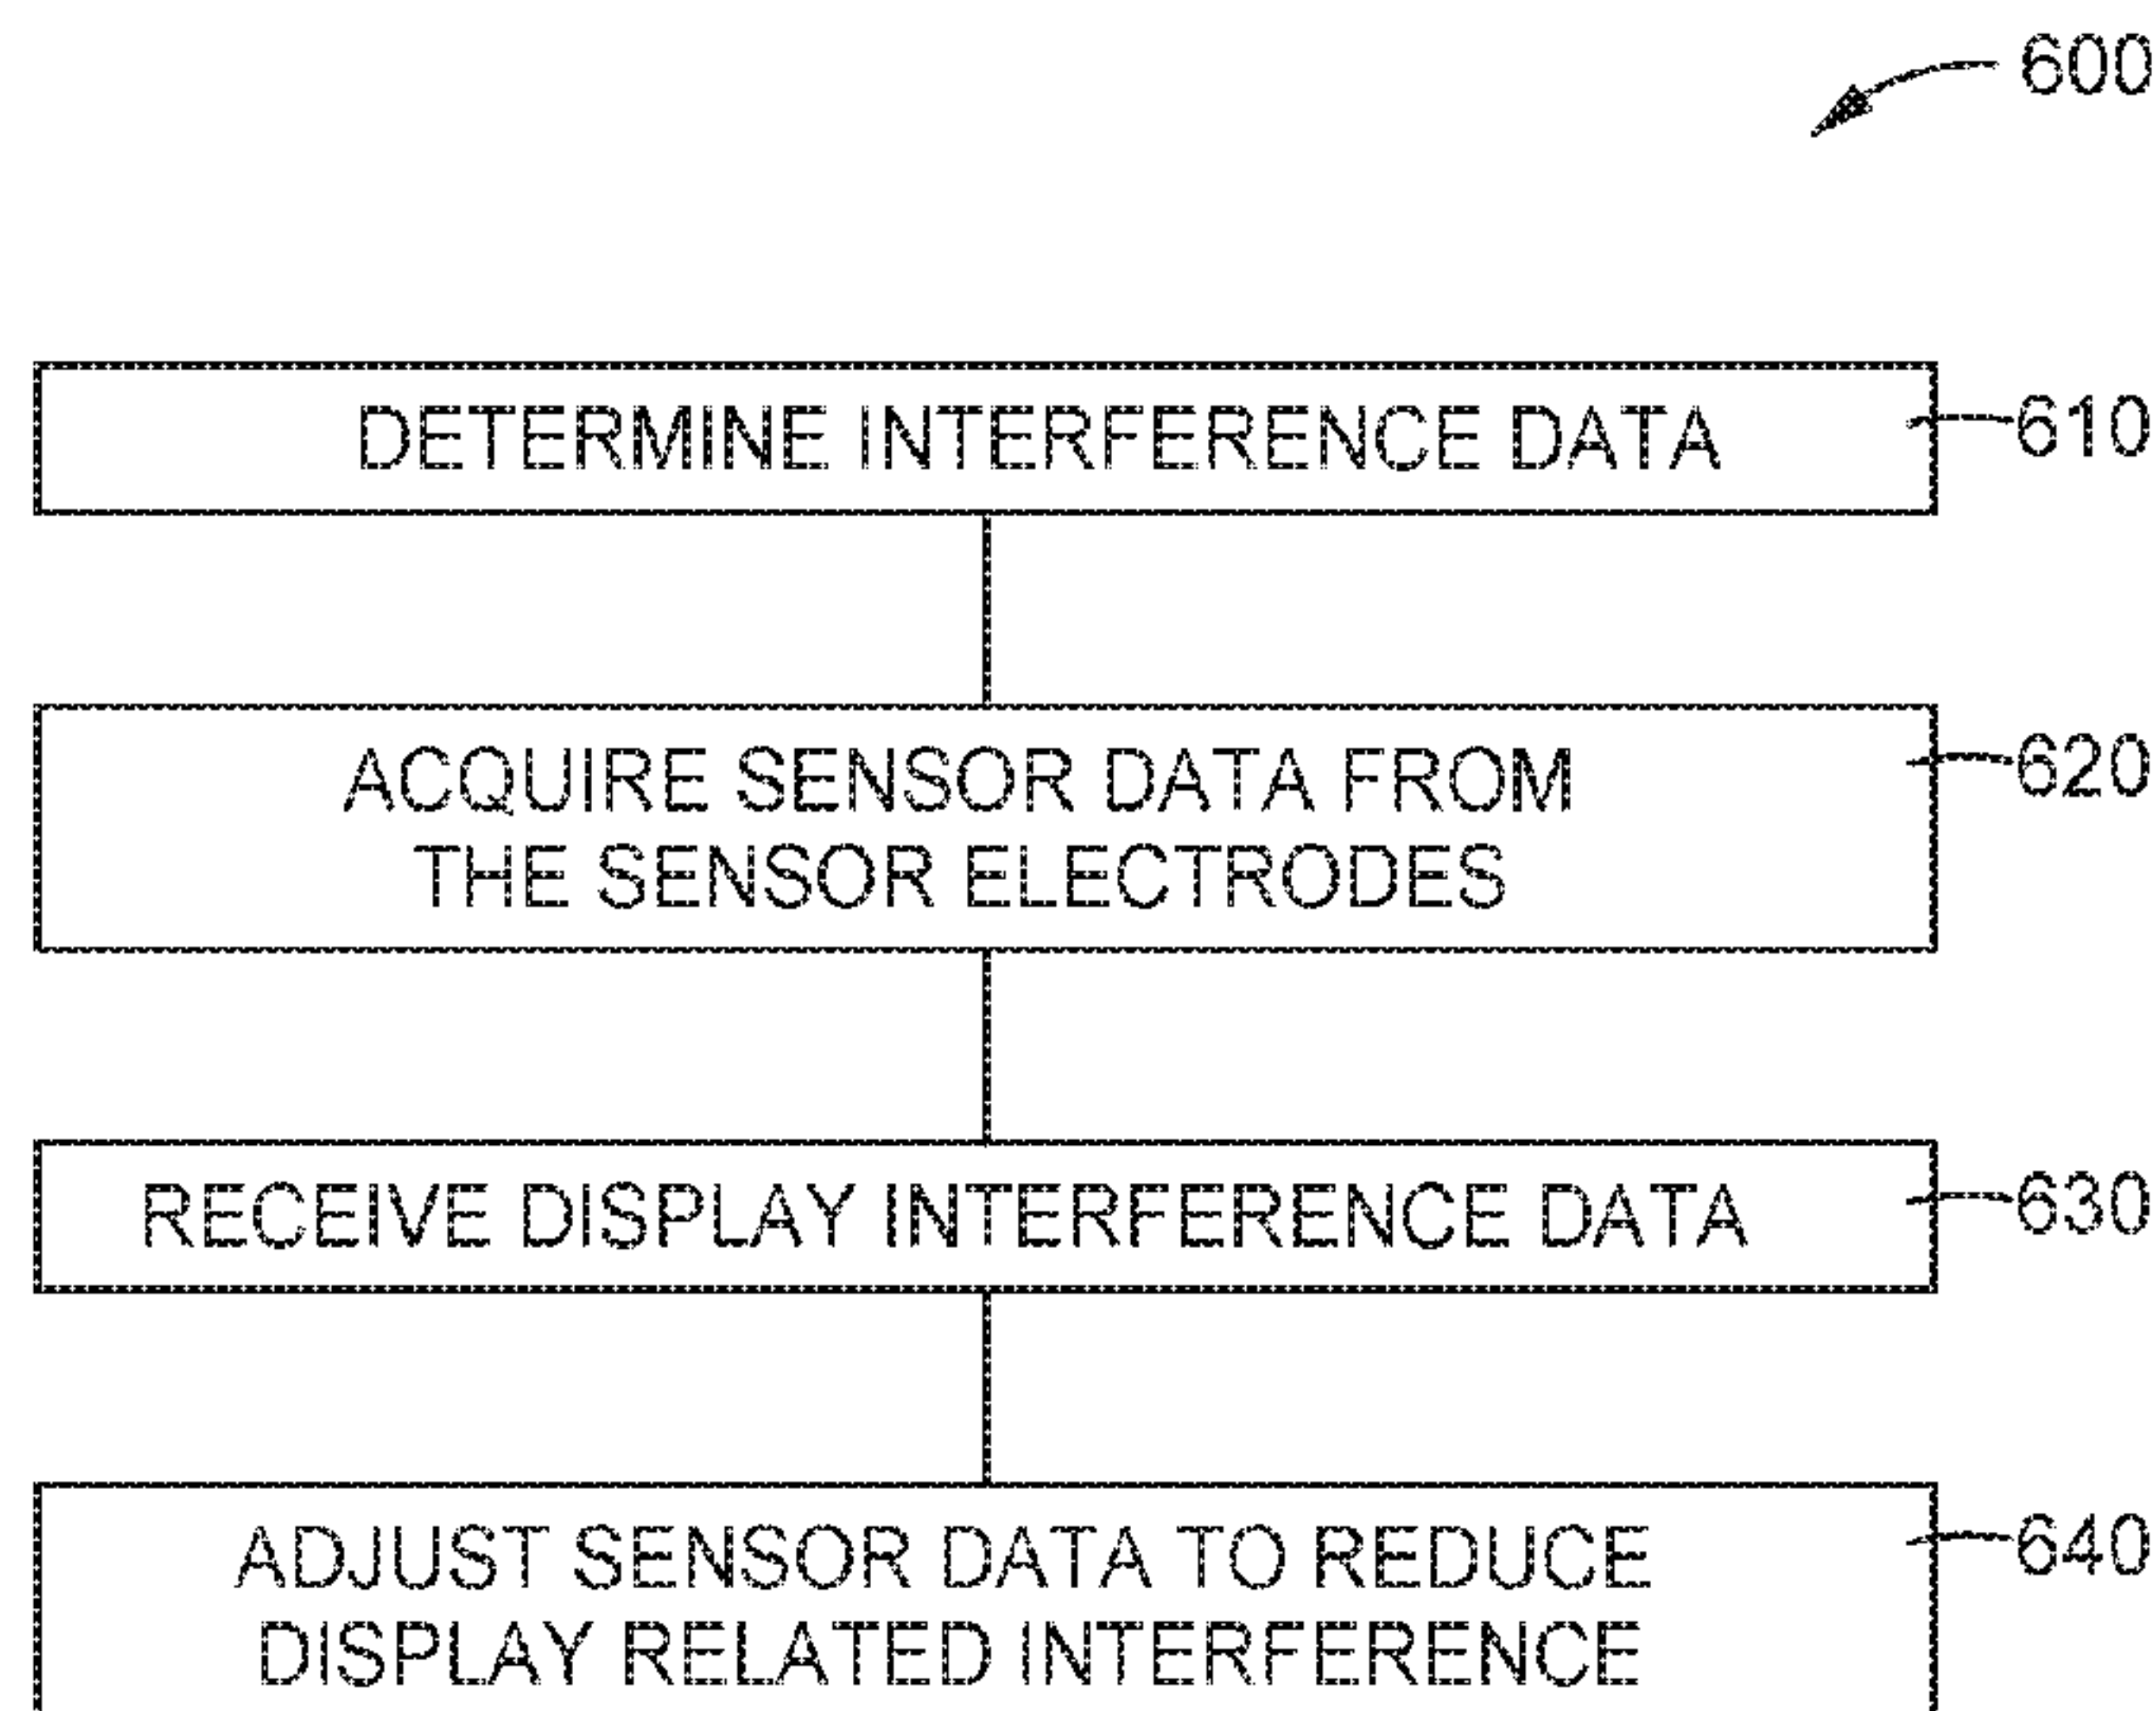 600
DETERMINE INTERFERENCE DATA
610
ACQUIRE SENSOR DATA FROM
THE SENSOR ELECTRODES
620
RECEIVE DISPLAY INTERFERENCE DATA
630
ADJUST SENSOR DATA TO REDUCE
DISPLAY RELATED INTERFERENCE
640